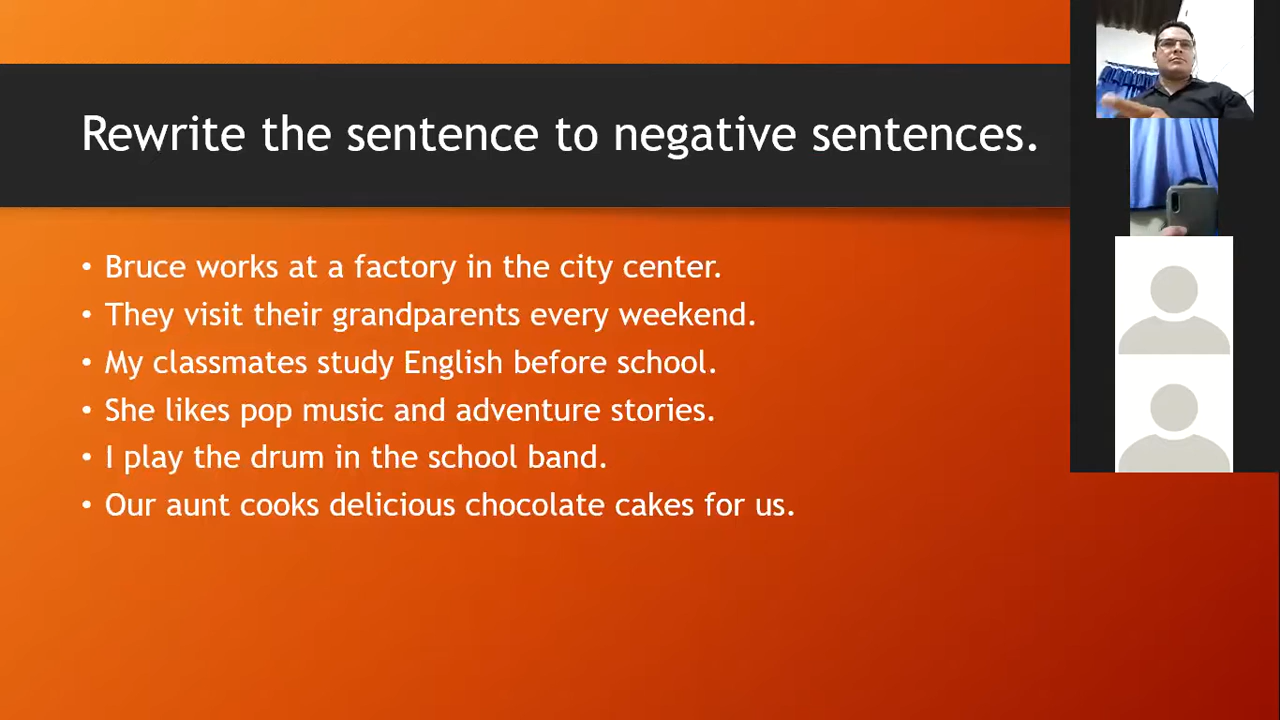 Rewrite the sentence to negative sentences.
• Bruce works at a factory in the city center.
• They visit their grandparents every weekend.
• My classmates study English before school.
• She likes pop music and adventure stories.
• I play the drum in the school band.
• Our aunt cooks delicious chocolate cakes for us.